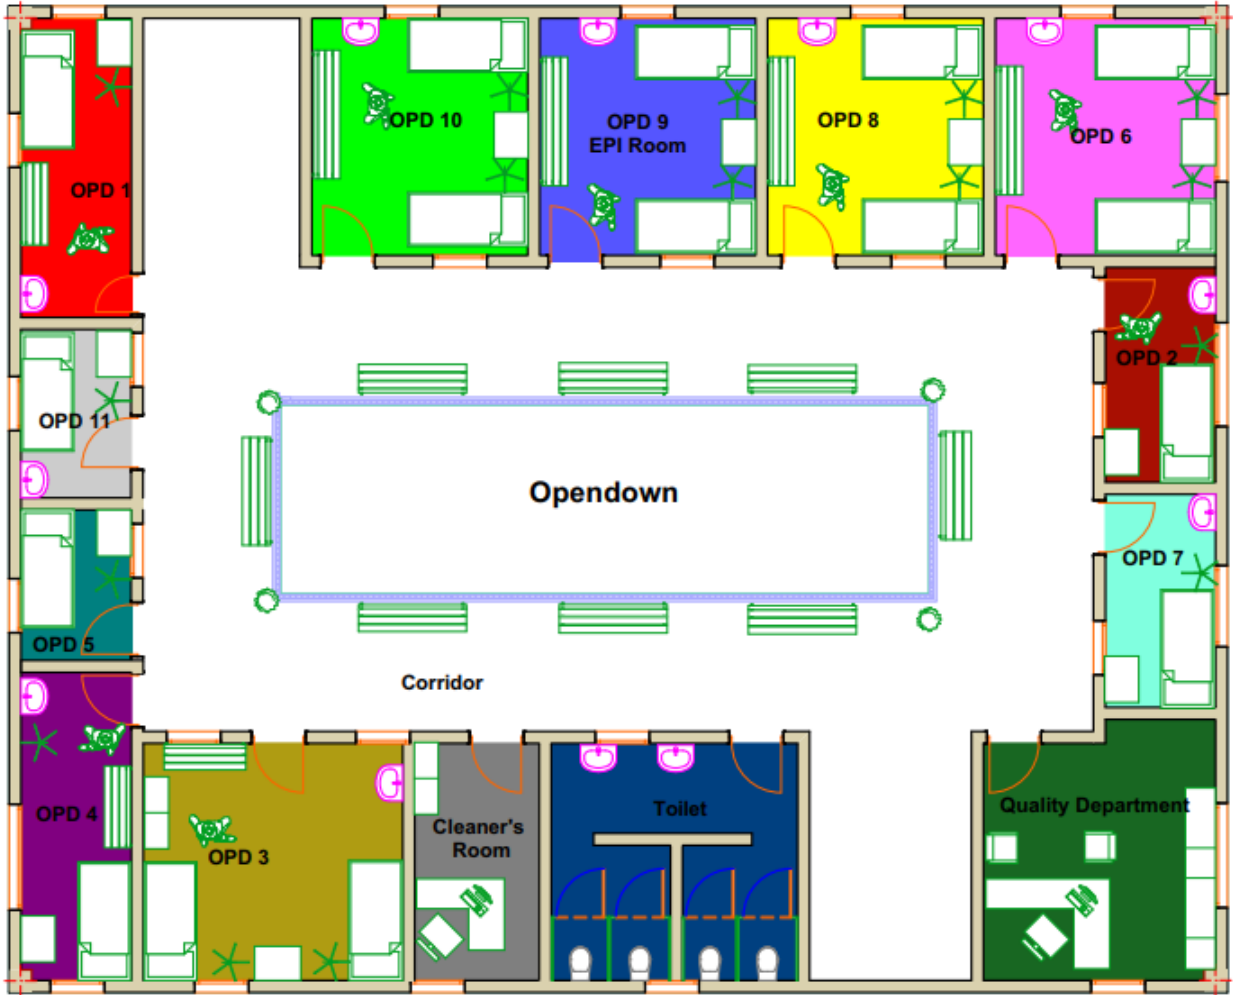 OPD 10
OPD 9
EPI Room
OPD 8
OPD 6
OPD 1
OPD 2
OPD 11
Opendown
OPD 7
OPD 5
Corridor
OPD 4
OPD 3
Cleaner's
Room
Toilet
Quality Department